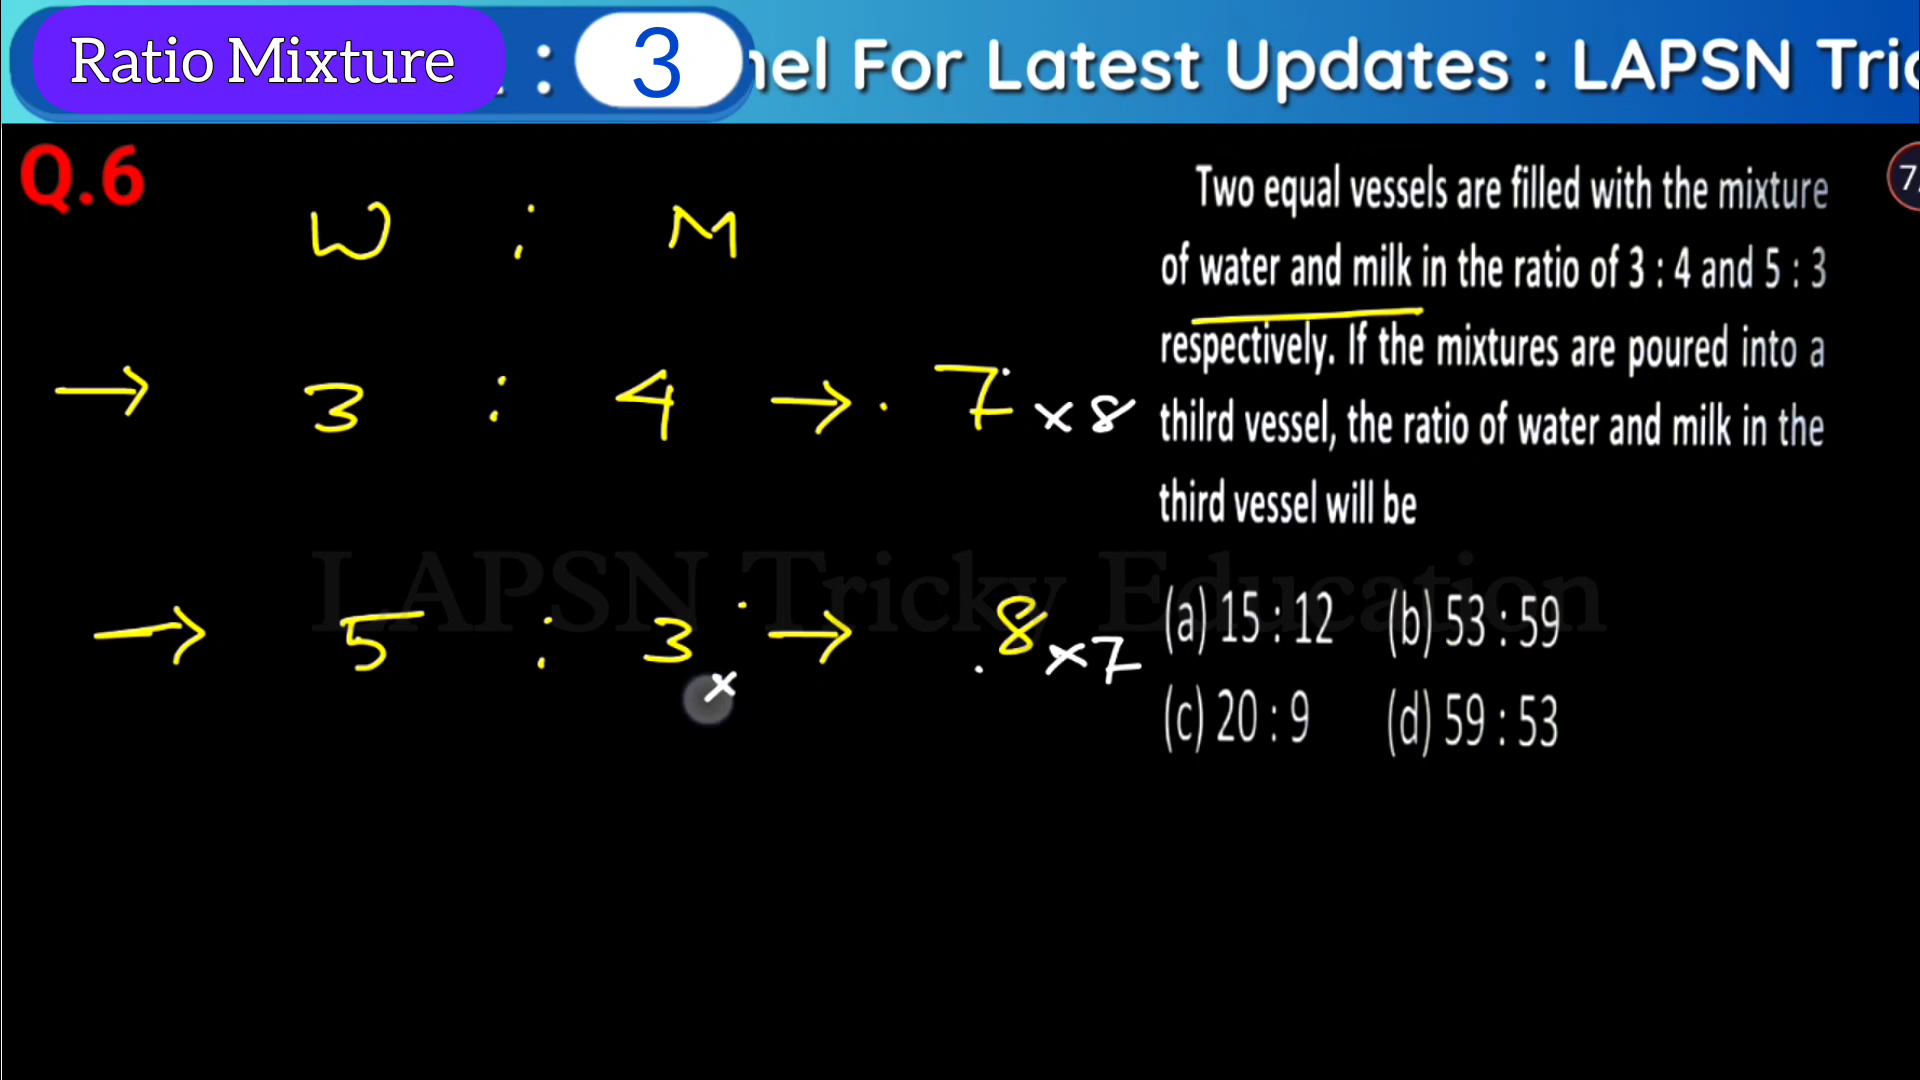 Ratio Mixture : 3 nel For Latest Updates : LAPSN Tric
Q.6
W : M
→ 3 : 4 → 7 × 8
→ 5 : 3 × → 8 × 7
Two equal vessels are filled with the mixture
of water and milk in the ratio of 3 : 4 and 5 : 3
respectively. If the mixtures are poured into a
thilrd vessel, the ratio of water and milk in the
third vessel will be
(a) 15 : 12 (b) 53 : 59
(c) 20 : 9 (d) 59 : 53
LAPSN Tricky Education
7